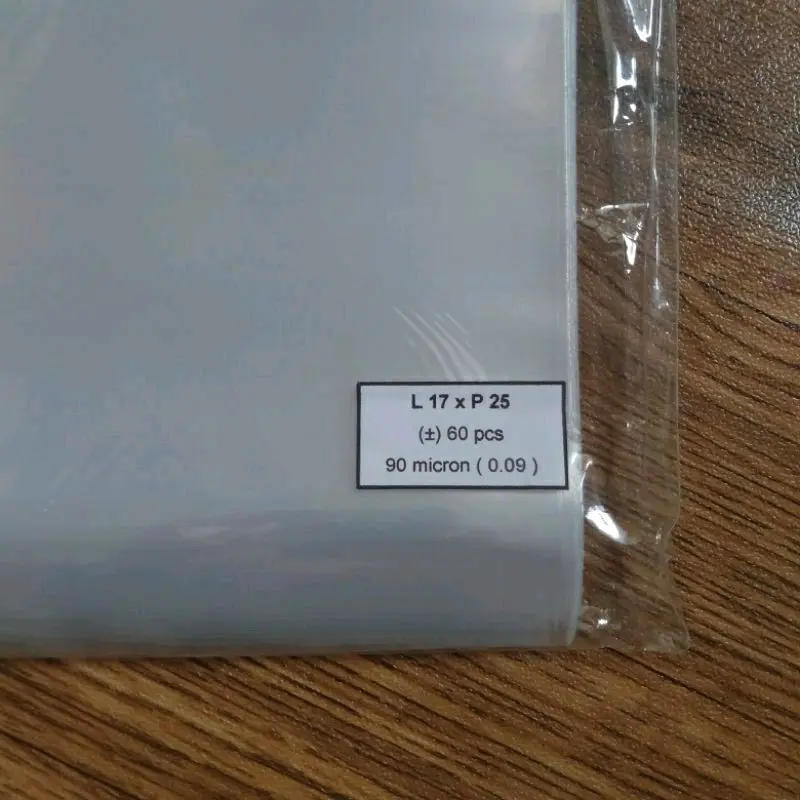 L 17 x P 25
(±) 60 pcs
90 micron ( 0.09 )